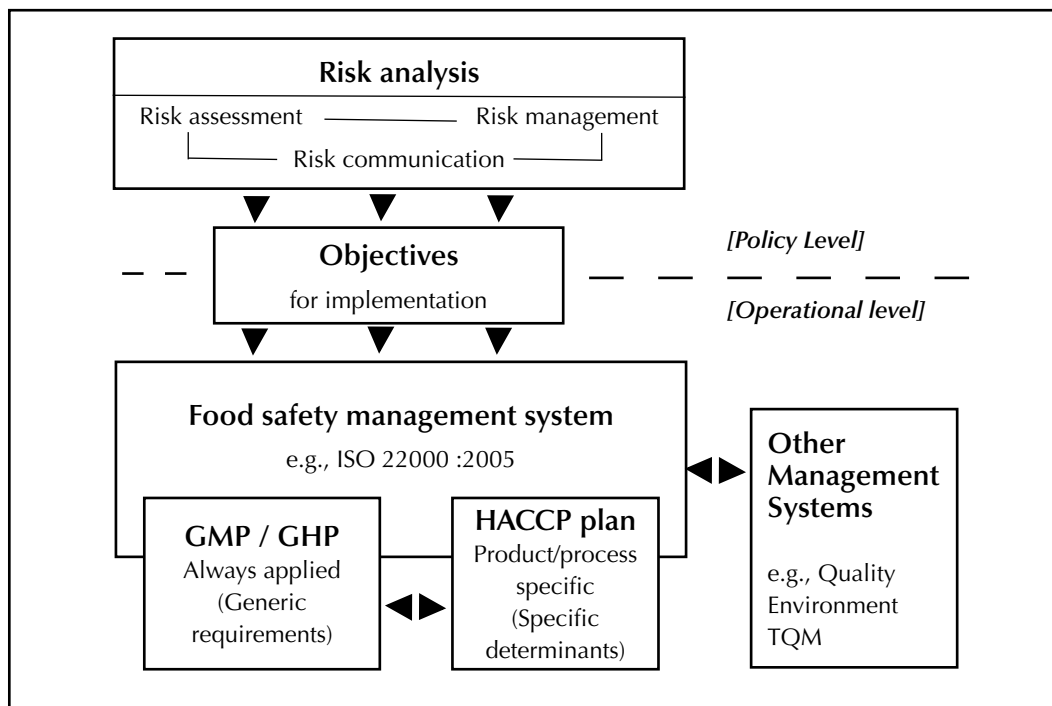 Risk analysis
Risk assessment
Risk management
Risk communication
Objectives
for implementation
[Policy Level]
[Operational level]
Food safety management system
e.g., ISO 22000 :2005
GMP / GHP
Always applied
(Generic
requirements)
HACCP plan
Product/process
specific
(Specific
determinants)
Other
Management
Systems
e.g., Quality
Environment
TQM